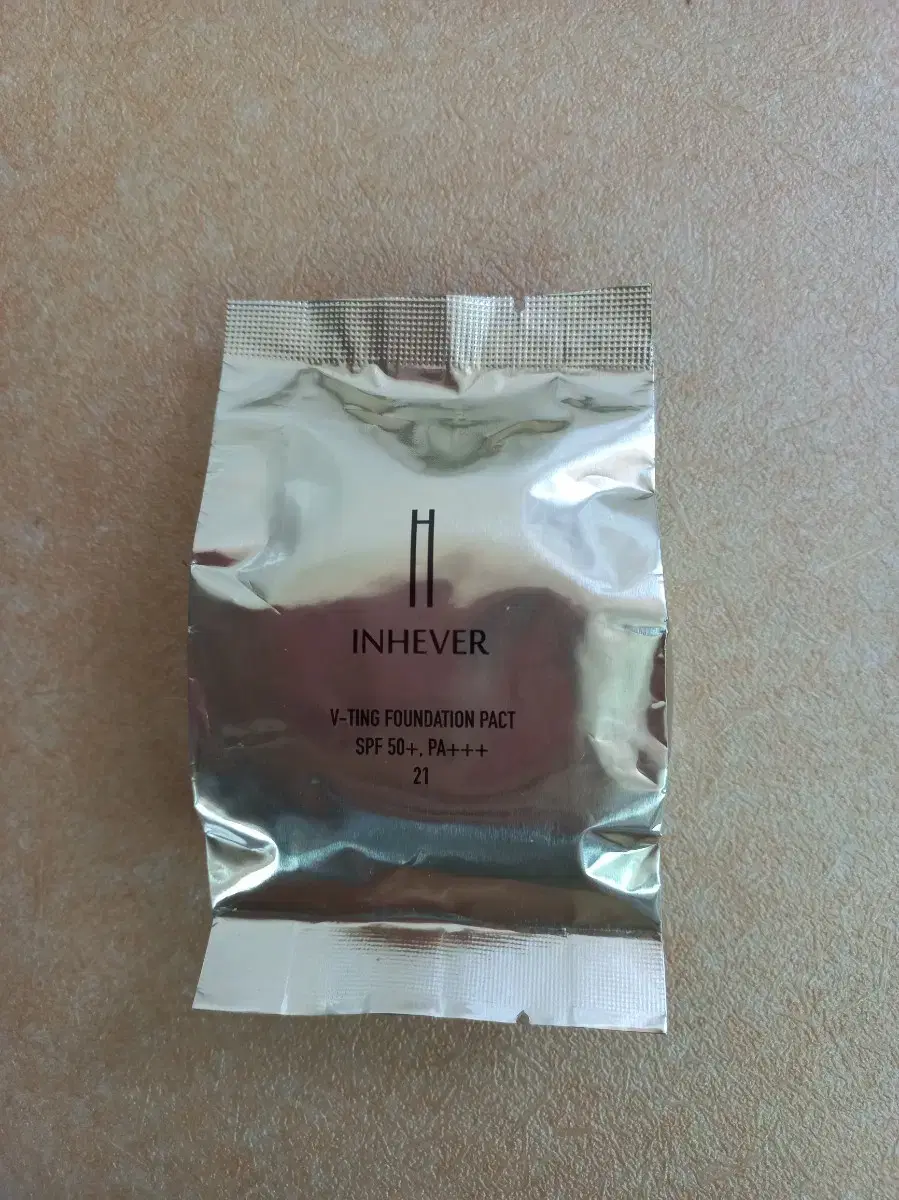 INHEVER
V-TING FOUNDATION PACT
SPF 50+, PA+++
21